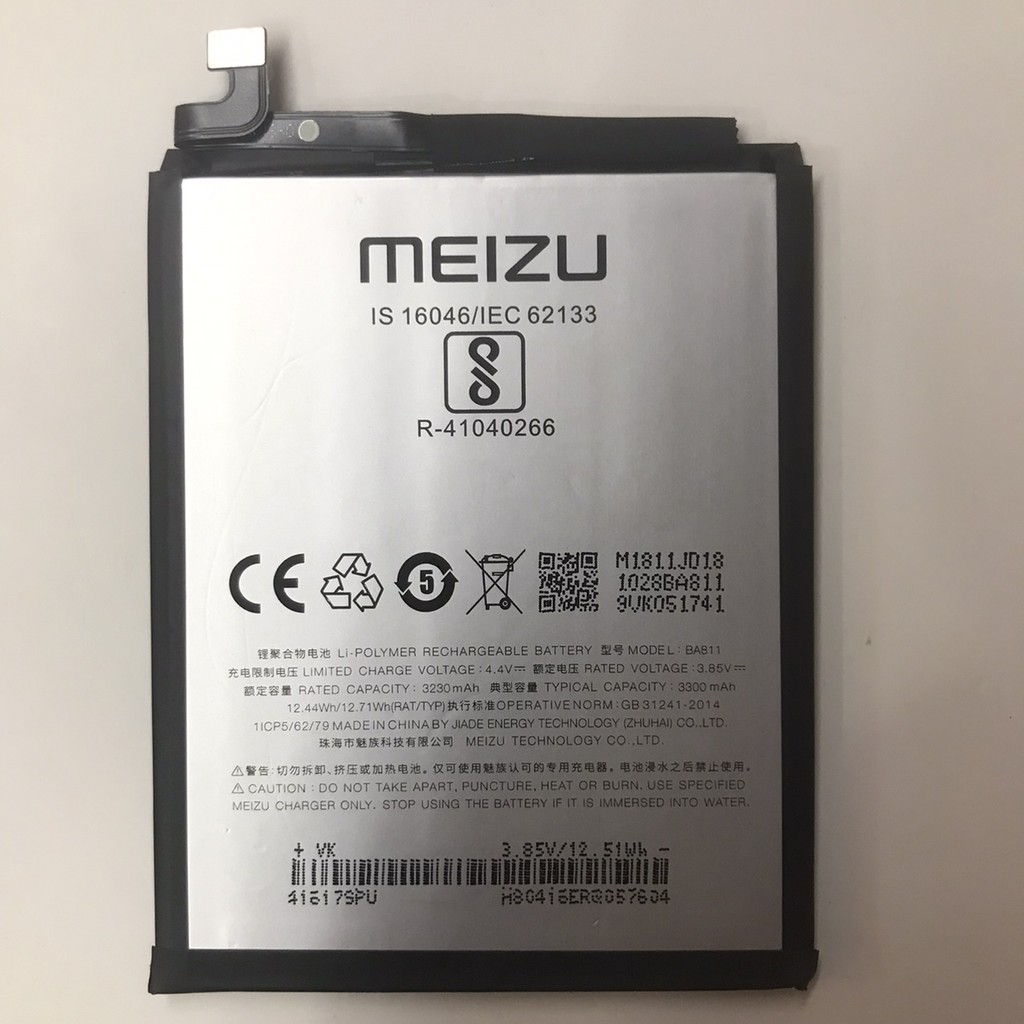 MEIZU
IS 16046/IEC 62133
R-41040266
CE
5
M1811JD18
1028BA811
9VK051741
锂聚合物电池 Li-POLYMER RECHARGEABLE BATTERY 型号 MODEL: BA811
充电限制电压 LIMITED CHARGE VOLTAGE: 4.4V⎓ 额定电压 RATED VOLTAGE: 3.85V⎓
额定容量 RATED CAPACITY: 3230mAh 典型容量 TYPICAL CAPACITY: 3300mAh
12.44Wh/12.71Wh(RAT/TYP) 执行标准 OPERATIVE NORM: GB 31241-2014
1ICP5/62/79 MADE IN CHINA BY JIADE ENERGY TECHNOLOGY (ZHUHAI) CO., LTD.
珠海市魅族科技有限公司 MEIZU TECHNOLOGY CO., LTD.
⚠警告: 切勿拆卸、挤压或加热电池。仅可使用魅族认可的专用充电器。电池浸水之后禁止使用。
⚠ CAUTION: DO NOT TAKE APART, PUNCTURE, HEAT OR BURN. USE SPECIFIED
MEIZU CHARGER ONLY. STOP USING THE BATTERY IF IT IS IMMERSED INTO WATER.
+ VK 3.85V/12.51Wh -
416179PU H80416ER@057604